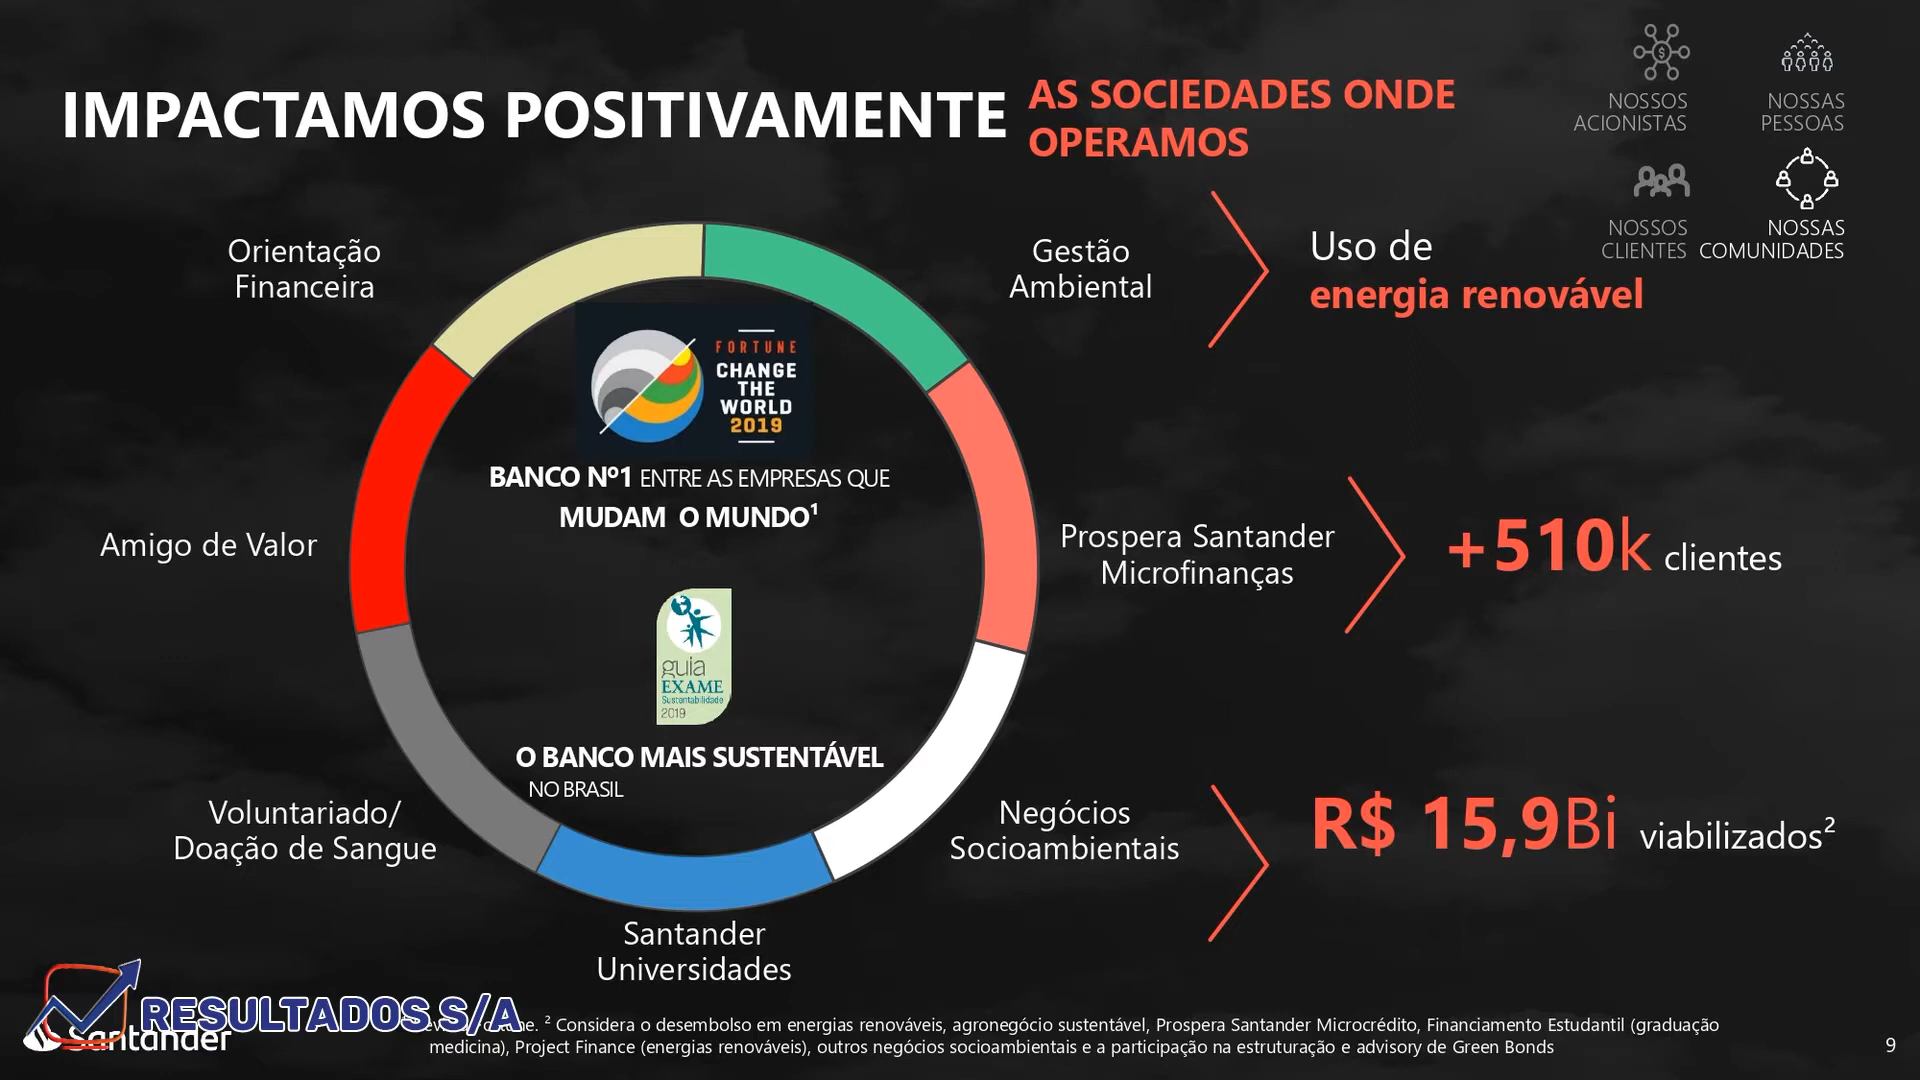 IMPACTAMOS POSITIVAMENTE
AS SOCIEDADES ONDE
OPERAMOS
NOSSOS
ACIONISTAS
NOSSAS
PESSOAS
NOSSOS
CLIENTES
NOSSAS
COMUNIDADES
Orientação
Financeira
Gestão
Ambiental
Uso de
energia renovável
FORTUNE
CHANGE
THE
WORLD
2019
BANCO Nº1 ENTRE AS EMPRESAS QUE
MUDAM O MUNDO¹
Amigo de Valor
Prospera Santander
Microfinanças
+510k clientes
guia
EXAME
Sustentabilidade
2019
O BANCO MAIS SUSTENTÁVEL
NO BRASIL
Voluntariado/
Doação de Sangue
Negócios
Socioambientais
R$ 15,9Bi viabilizados²
Santander
Universidades
RESULTADOS S/A
Santander
² Considera o desembolso em energias renováveis, agronegócio sustentável, Prospera Santander Microcrédito, Financiamento Estudantil (graduação
medicina), Project Finance (energias renováveis), outros negócios socioambientais e a participação na estruturação e advisory de Green Bonds
9